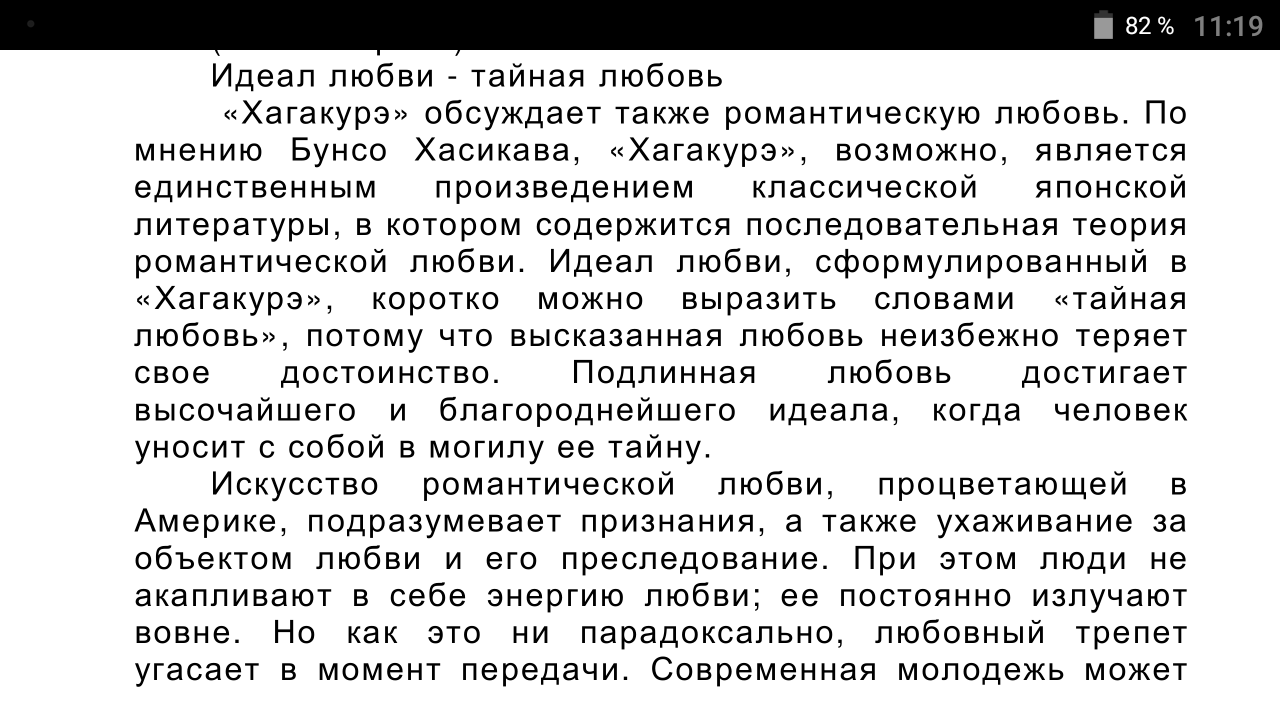 82 % 11:19
Идеал любви - тайная любовь
«Хагакурэ» обсуждает также романтическую любовь. По
мнению Бунсо Хасикава, «Хагакурэ», возможно, является
единственным произведением классической японской
литературы, в котором содержится последовательная теория
романтической любви. Идеал любви, сформулированный в
«Хагакурэ», коротко можно выразить словами «тайная
любовь», потому что высказанная любовь неизбежно теряет
свое достоинство. Подлинная любовь достигает
высочайшего и благороднейшего идеала, когда человек
уносит с собой в могилу ее тайну.
Искусство романтической любви, процветающей в
Америке, подразумевает признания, а также ухаживание за
объектом любви и его преследование. При этом люди не
акапливают в себе энергию любви; ее постоянно излучают
вовне. Но как это ни парадоксально, любовный трепет
угасает в момент передачи. Современная молодежь может